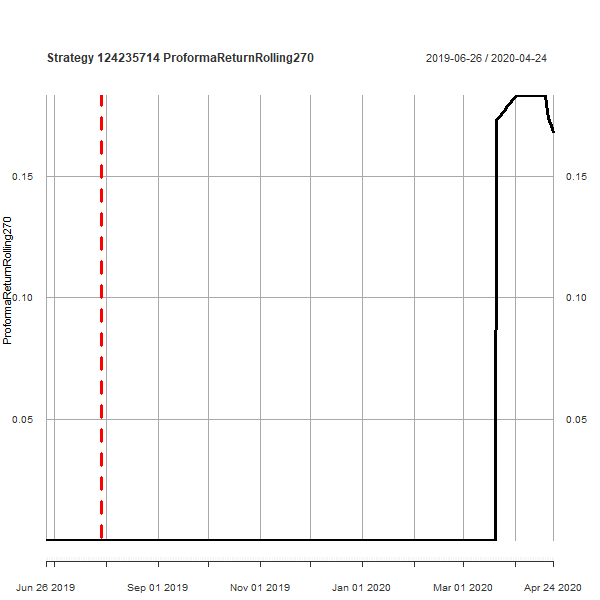 Strategy 124235714 ProformaReturnRolling270
2019-06-26 / 2020-04-24
ProformaReturnRolling270
0.15
0.10
0.05
0.15
0.10
0.05
Jun 26 2019
Sep 01 2019
Nov 01 2019
Jan 01 2020
Mar 01 2020
Apr 24 2020